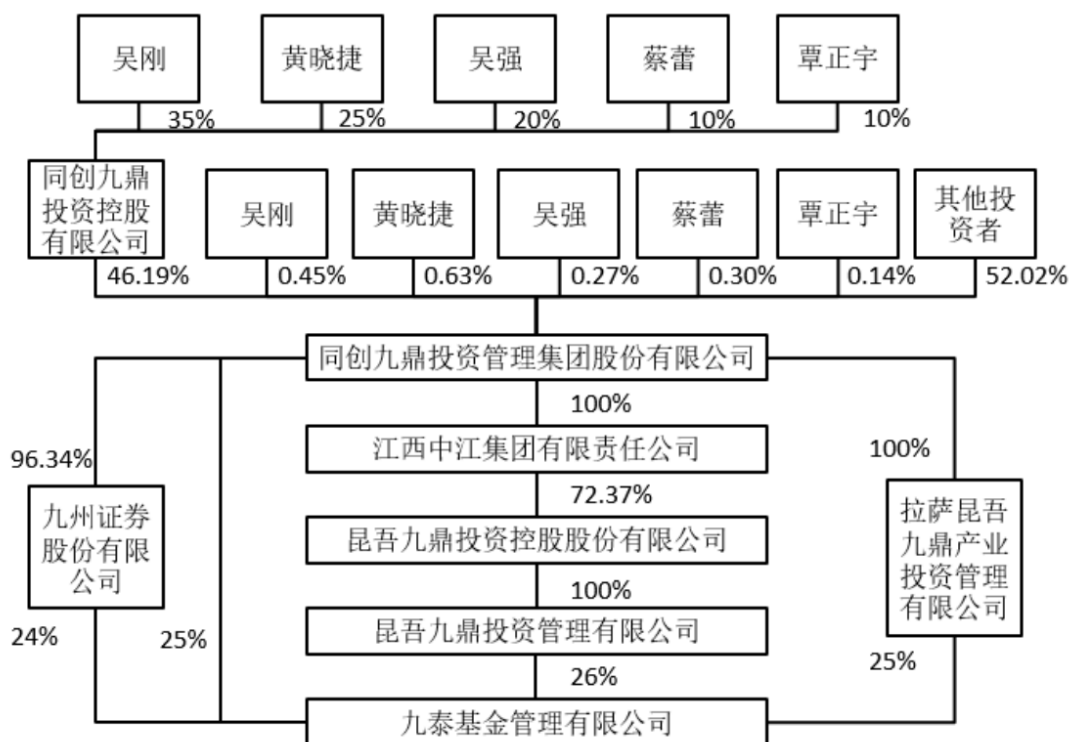 吴刚
黄晓捷
吴强
蔡蕾
覃正宇
35%
25%
20%
10%
10%
同创九鼎
投资控股
有限公司
吴刚
黄晓捷
吴强
蔡蕾
覃正宇
其他投
资者
46.19%
0.45%
0.63%
0.27%
0.30%
0.14%
52.02%
同创九鼎投资管理集团股份有限公司
100%
江西中江集团有限责任公司
96.34%
100%
72.37%
九州证券
股份有限
公司
昆吾九鼎投资控股股份有限公司
拉萨昆吾
九鼎产业
投资管理
有限公司
100%
昆吾九鼎投资管理有限公司
24%
25%
26%
25%
九泰基金管理有限公司